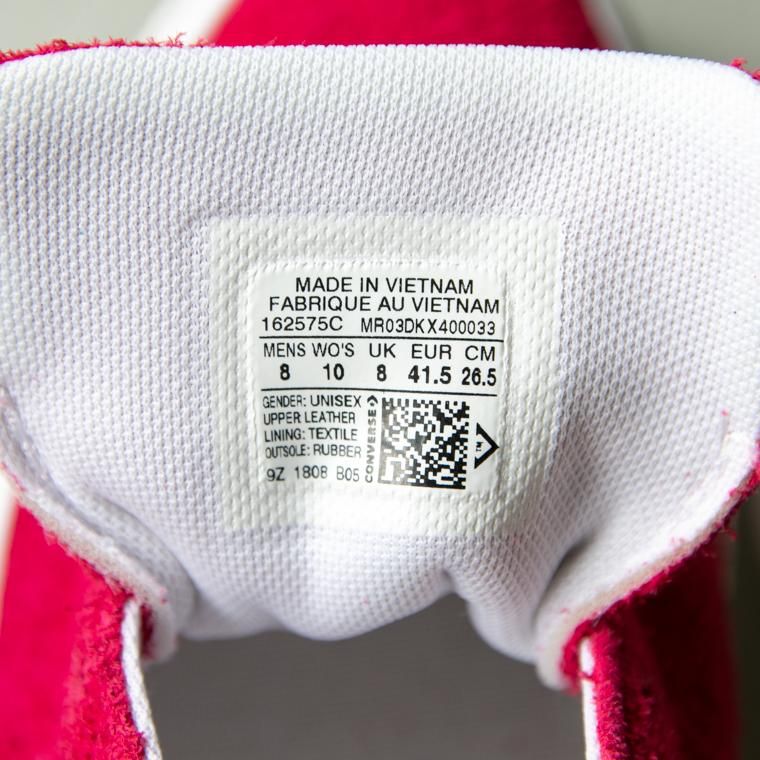 MADE IN VIETNAM
FABRIQUE AU VIETNAM
162575C MR03DKX400033
MENS WO'S UK EUR CM
8 10 8 41.5 26.5
GENDER: UNISEX
UPPER LEATHER
LINING: TEXTILE
OUTSOLE: RUBBER
9Z 1808 B05
CONVERSE
TM